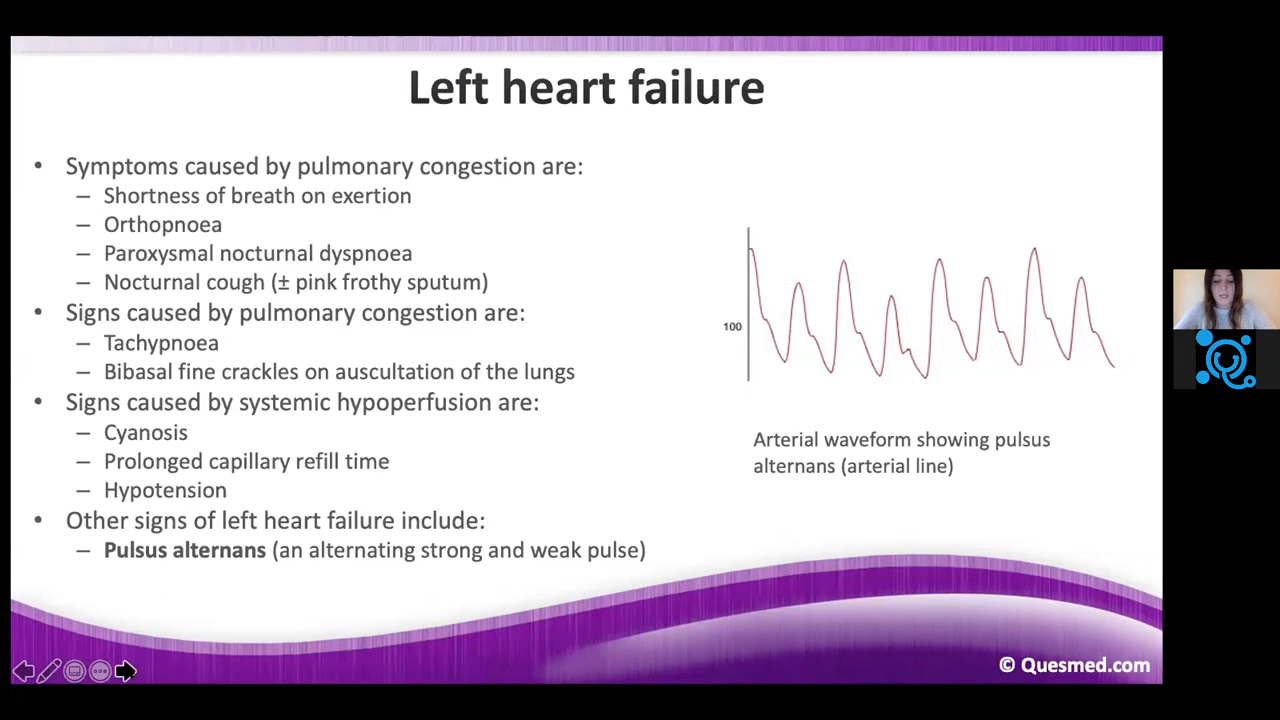 Left heart failure
• Symptoms caused by pulmonary congestion are:
– Shortness of breath on exertion
– Orthopnoea
– Paroxysmal nocturnal dyspnoea
– Nocturnal cough (± pink frothy sputum)
• Signs caused by pulmonary congestion are:
– Tachypnoea
– Bibasal fine crackles on auscultation of the lungs
• Signs caused by systemic hypoperfusion are:
– Cyanosis
– Prolonged capillary refill time
– Hypotension
• Other signs of left heart failure include:
– Pulsus alternans (an alternating strong and weak pulse)
100
Arterial waveform showing pulsus
alternans (arterial line)
© Quesmed.com